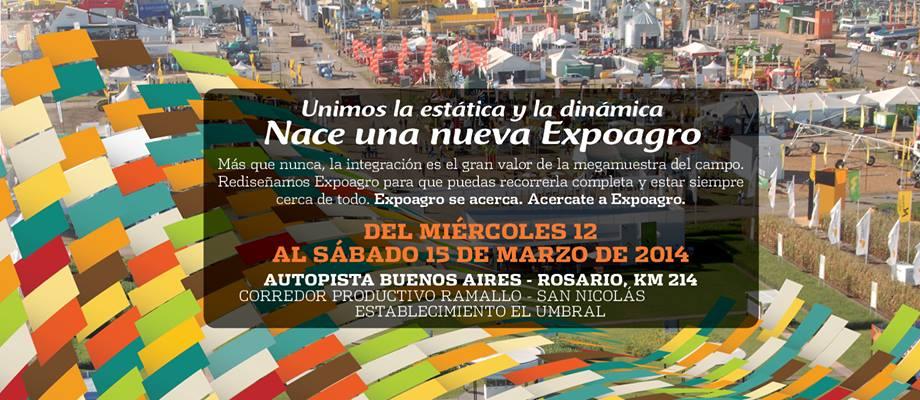 Unimos la estática y la dinámica
Nace una nueva Expoagro
Más que nunca, la integración es el gran valor de la megamuestra del campo.
Rediseñamos Expoagro para que puedas recorrerla completa y estar siempre
cerca de todo. Expoagro se acerca. Acercate a Expoagro.
DEL MIÉRCOLES 12
AL SÁBADO 15 DE MARZO DE 2014
AUTOPISTA BUENOS AIRES - ROSARIO, KM 214
CORREDOR PRODUCTIVO RAMALLO - SAN NICOLÁS
ESTABLECIMIENTO EL UMBRAL